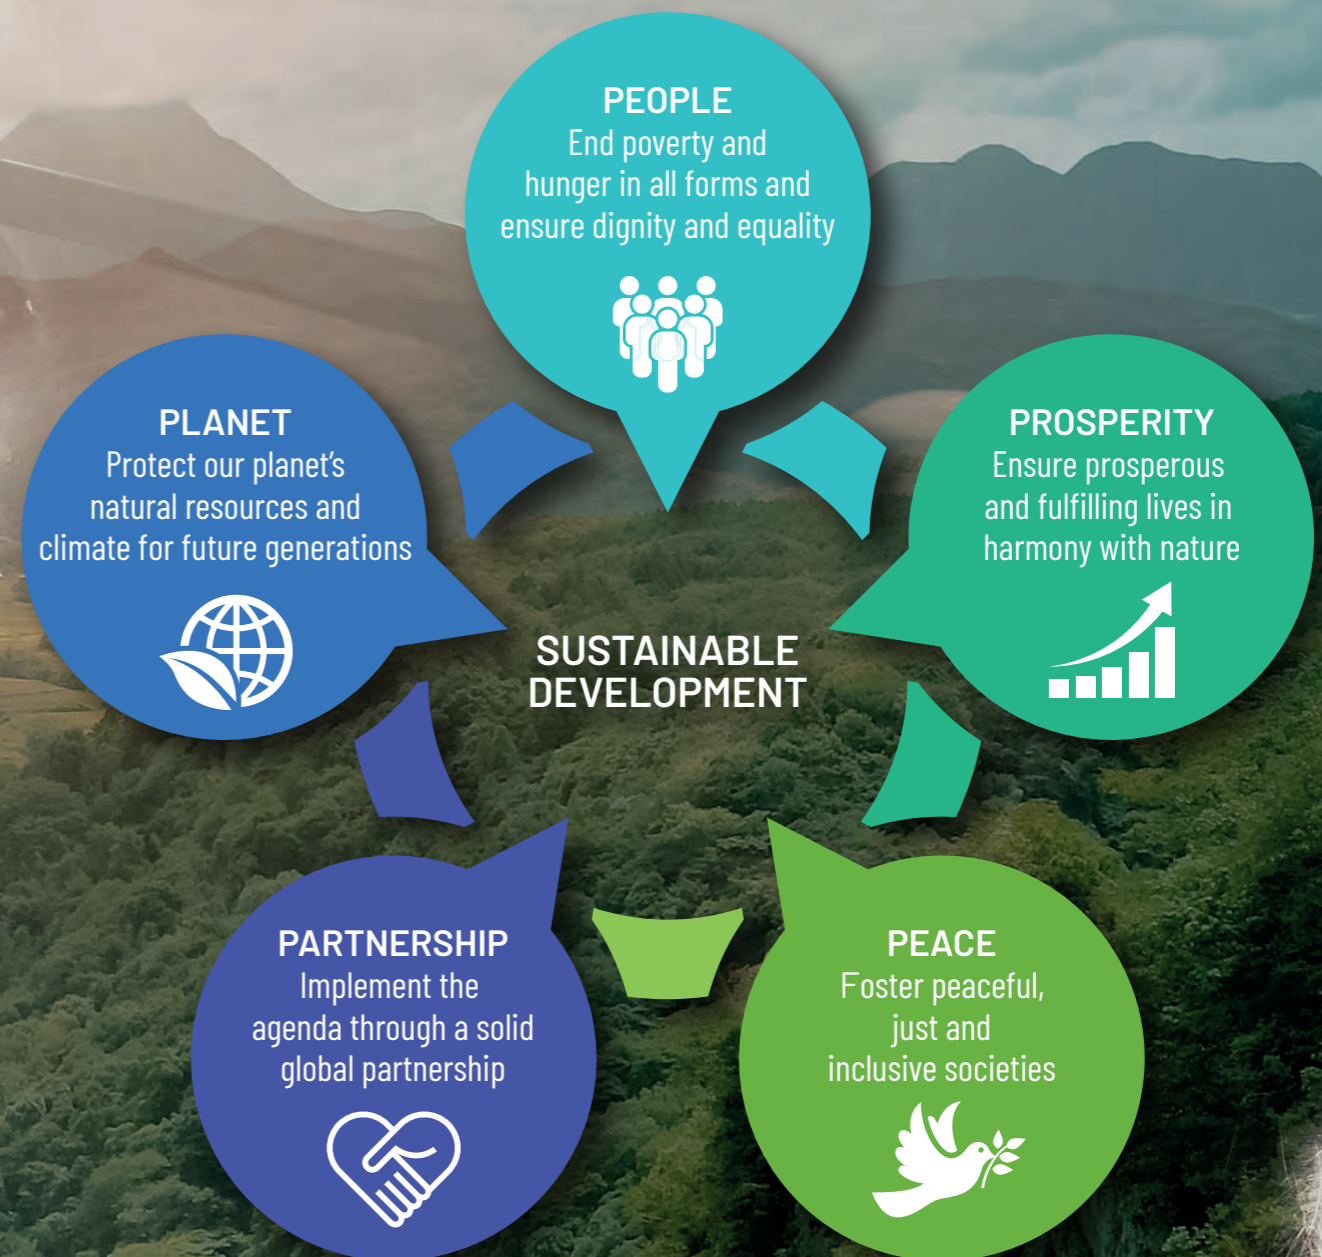 PEOPLE
End poverty and
hunger in all forms and
ensure dignity and equality
PLANET
Protect our planet's
natural resources and
climate for future generations
PROSPERITY
Ensure prosperous
and fulfilling lives in
harmony with nature
SUSTAINABLE
DEVELOPMENT
PARTNERSHIP
Implement the
agenda through a solid
global partnership
PEACE
Foster peaceful,
just and
inclusive societies